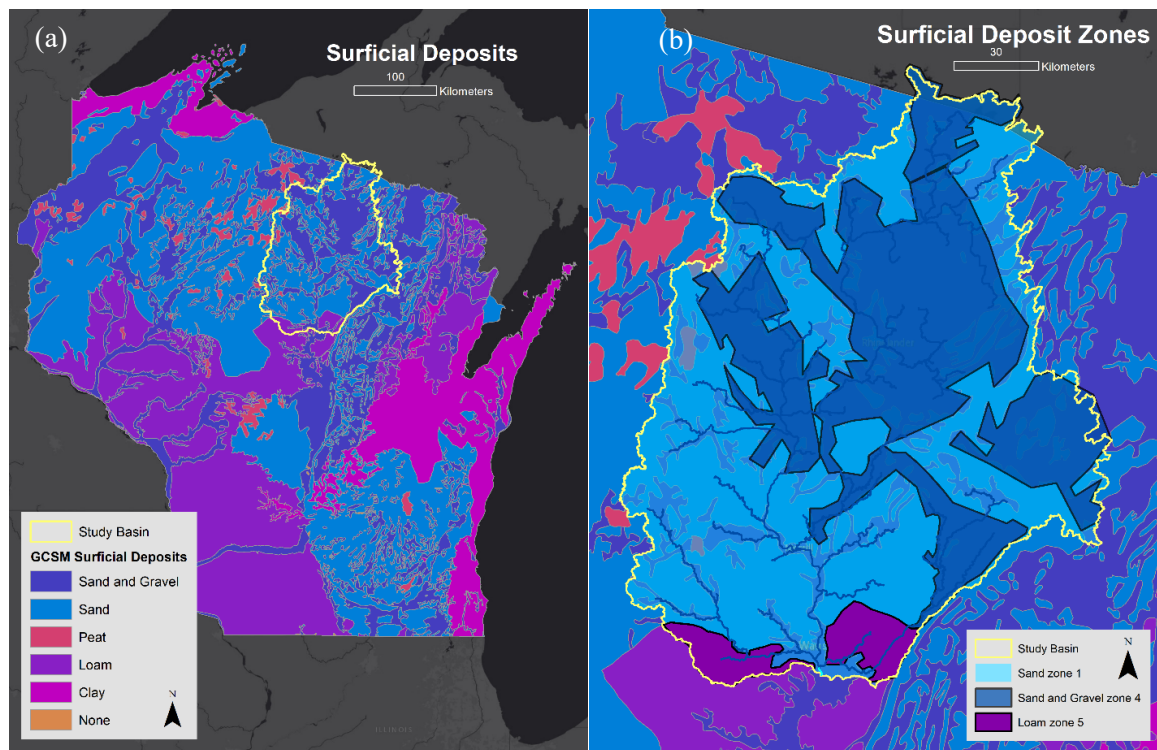 (a)
Surficial Deposits
100
Kilometers
Study Basin
GCSM Surficial Deposits
Sand and Gravel
Sand
Peat
Loam
Clay
None
N
ILLINOIS
(b)
Surficial Deposit Zones
30
Kilometers
Study Basin
Sand zone 1
Sand and Gravel zone 4
Loam zone 5
N